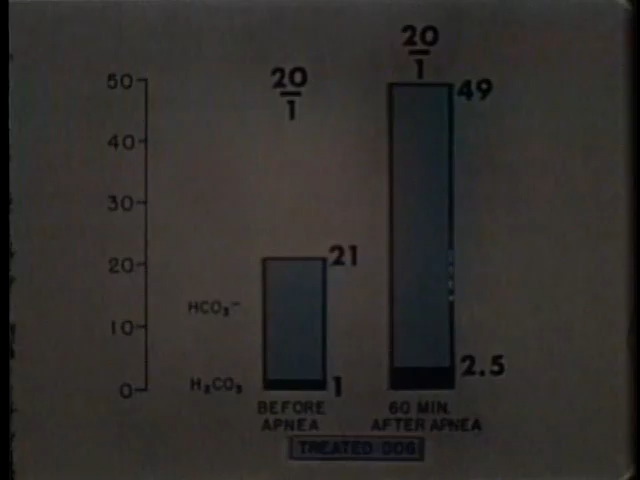 20
1
20
1
50
49
40
30
20
21
HCO₃⁻
10
2.5
H₂CO₃
0
1
BEFORE
APNEA
60 MIN.
AFTER APNEA
TREATED DOG